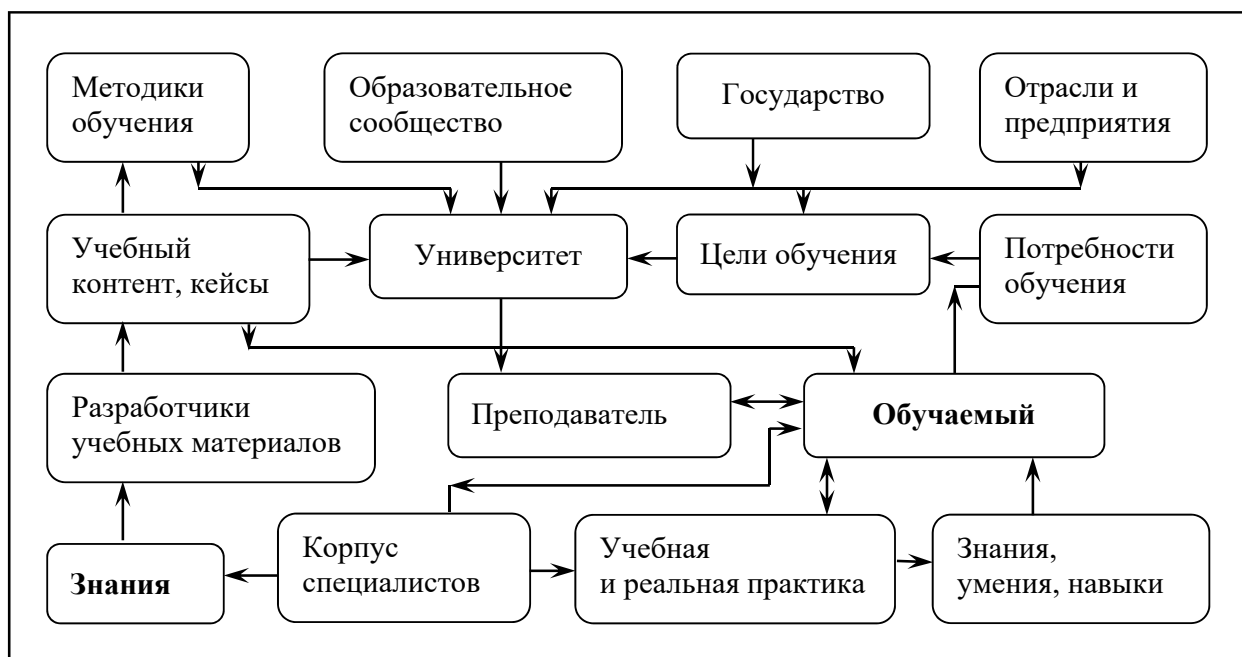 Методики
обучения
Образовательное
сообщество
Государство
Отрасли и
предприятия
Учебный
контент, кейсы
Университет
Цели обучения
Потребности
обучения
Разработчики
учебных материалов
Преподаватель
Обучаемый
Знания
Корпус
специалистов
Учебная
и реальная практика
Знания,
умения, навыки